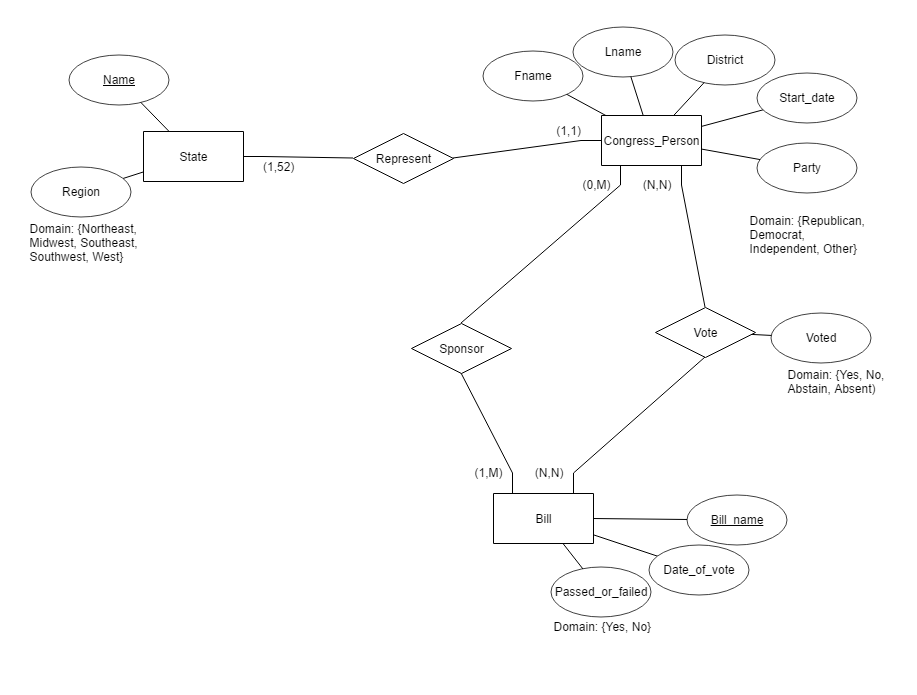 Lname
District
Fname
Name
Start_date
(1,1)
Congress_Person
State
Represent
(1,52)
Party
(0,M)
(N,N)
Region
Domain: {Northeast,
Midwest, Southeast,
Southwest, West}
Domain: {Republican,
Democrat,
Independent, Other}
Sponsor
Vote
Voted
Domain: {Yes, No,
Abstain, Absent)
(1,M)
(N,N)
Bill
Bill_name
Date_of_vote
Passed_or_failed
Domain: {Yes, No}